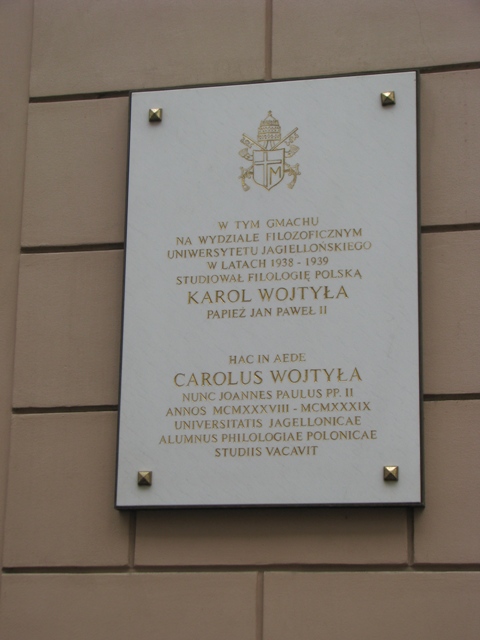 W TYM GMACHU
NA WYDZIALE FILOZOFICZNYM
UNIWERSYTETU JAGIELLOŃSKIEGO
W LATACH 1938 - 1939
STUDIOWAŁ FILOLOGIĘ POLSKĄ
KAROL WOJTYŁA
PAPIEŻ JAN PAWEŁ II
HAC IN AEDE
CAROLUS WOJTYŁA
NUNC JOANNES PAULUS PP. II
ANNOS MCMXXXVIII - MCMXXXIX
UNIVERSITATIS JAGELLONICAE
ALUMNUS PHILOLOGIAE POLONICAE
STUDIIS VACAVIT